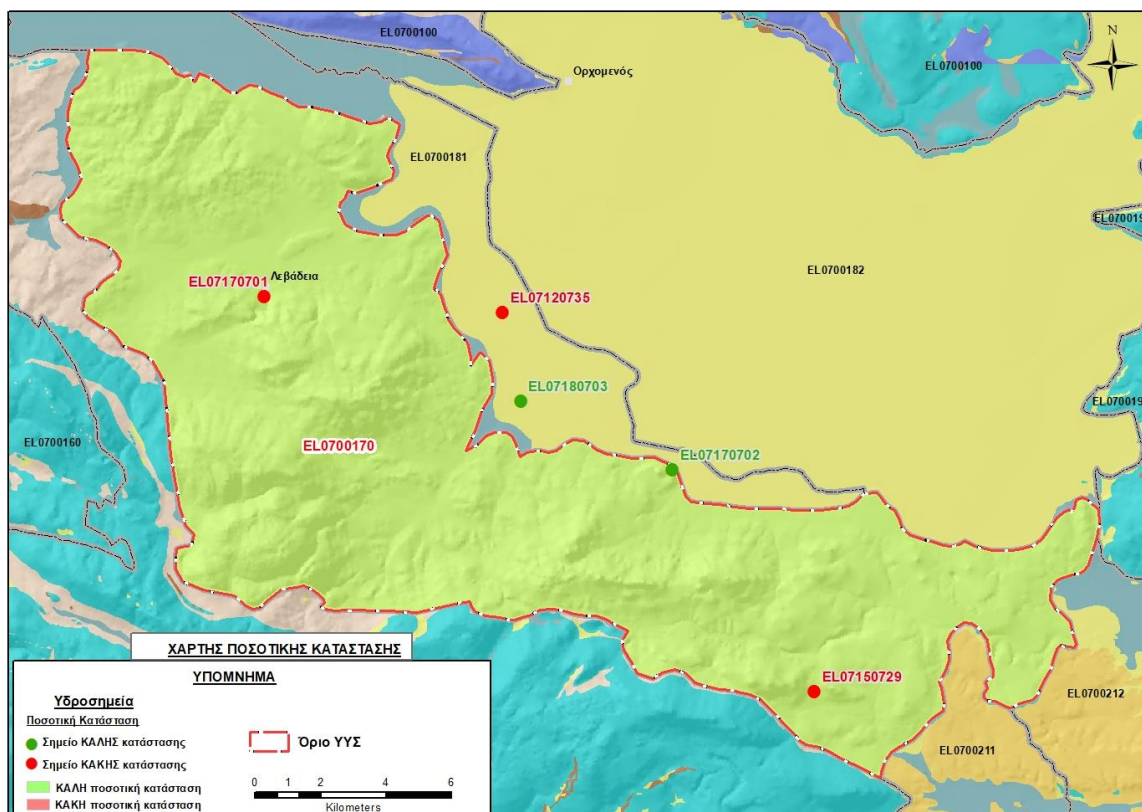 EL0700100
N
Ορχομενός
EL0700100
EL0700181
EL070019
EL0700182
Λεβάδεια
EL07170701
EL07120735
EL07180703
EL070019
EL0700160
EL0700170
EL07170702
ΧΑΡΤΗΣ ΠΟΣΟΤΙΚΗΣ ΚΑΤΑΣΤΑΣΗΣ
ΥΠΟΜΝΗΜΑ
Υδροσημεία
Ποσοτική Κατάσταση
Σημείο ΚΑΛΗΣ κατάστασης
Σημείο ΚΑΚΗΣ κατάστασης
ΚΑΛΗ ποσοτική κατάσταση
ΚΑΚΗ ποσοτική κατάσταση
Όριο ΥΥΣ
0 1 2 4 6
Kilometers
EL07150729
EL0700212
EL0700211